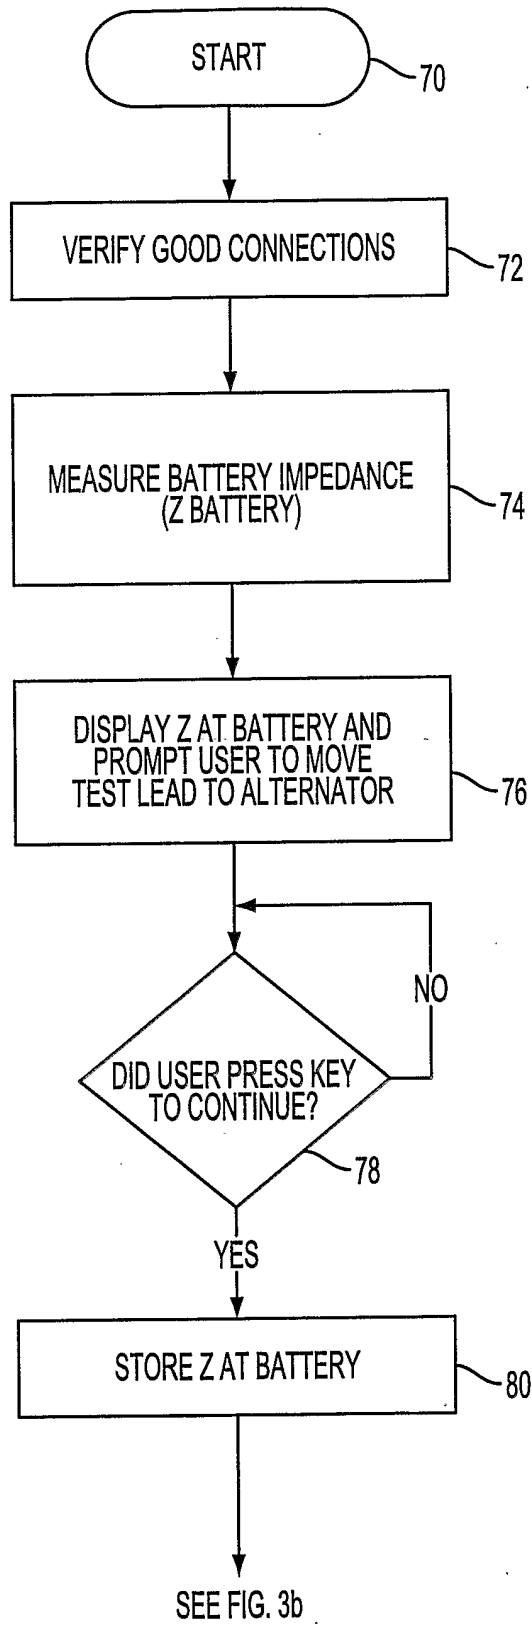 START
70
VERIFY GOOD CONNECTIONS
72
MEASURE BATTERY IMPEDANCE
(Z BATTERY)
74
DISPLAY Z AT BATTERY AND
PROMPT USER TO MOVE
TEST LEAD TO ALTERNATOR
76
NO
DID USER PRESS KEY
TO CONTINUE?
78
YES
STORE Z AT BATTERY
80
SEE FIG. 3b